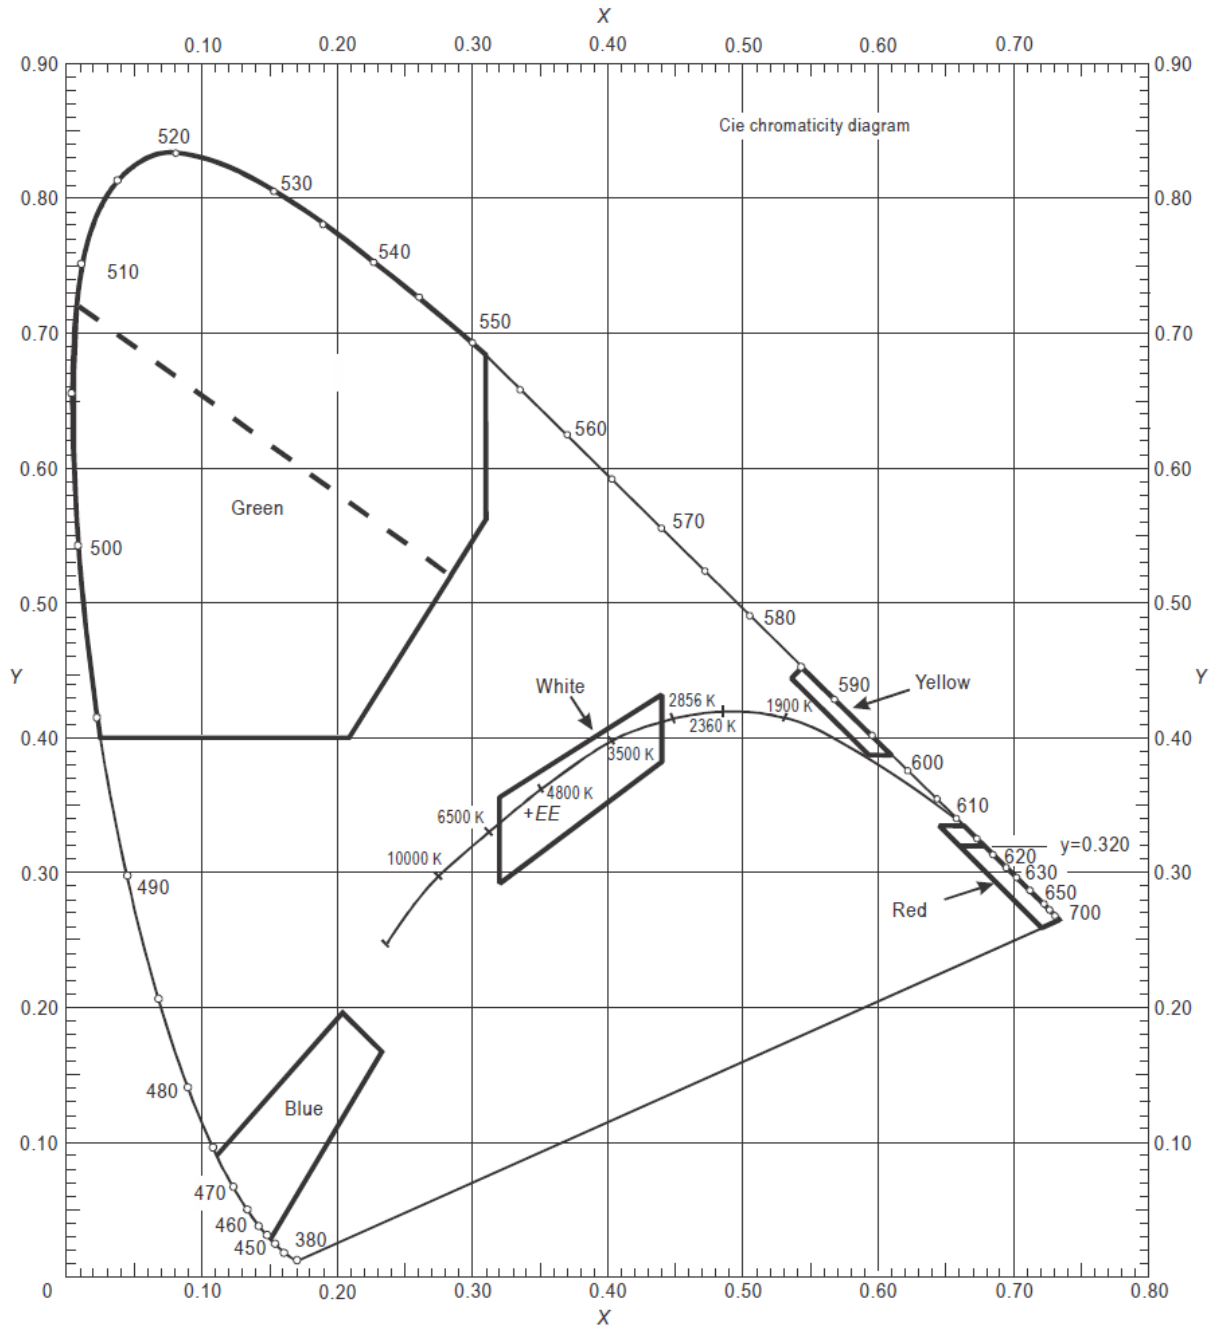 X
0.10 0.20 0.30 0.40 0.50 0.60 0.70
0.90 0.90
Cie chromaticity diagram
520
530
0.80 0.80
540
510
550
0.70 0.70
560
0.60 0.60
Green
570
500
0.50 0.50
580
Y Y
White
590
Yellow
2856 K
1900 K
2360 K
0.40 0.40
3500 K
600
4800 K
610
6500 K
+EE
y=0.320
10000 K
620
0.30 0.30
630
490
650
Red
700
0.20 0.20
480
Blue
0.10 0.10
470
460
450
380
0 0.10 0.20 0.30 0.40 0.50 0.60 0.70 0.80
X